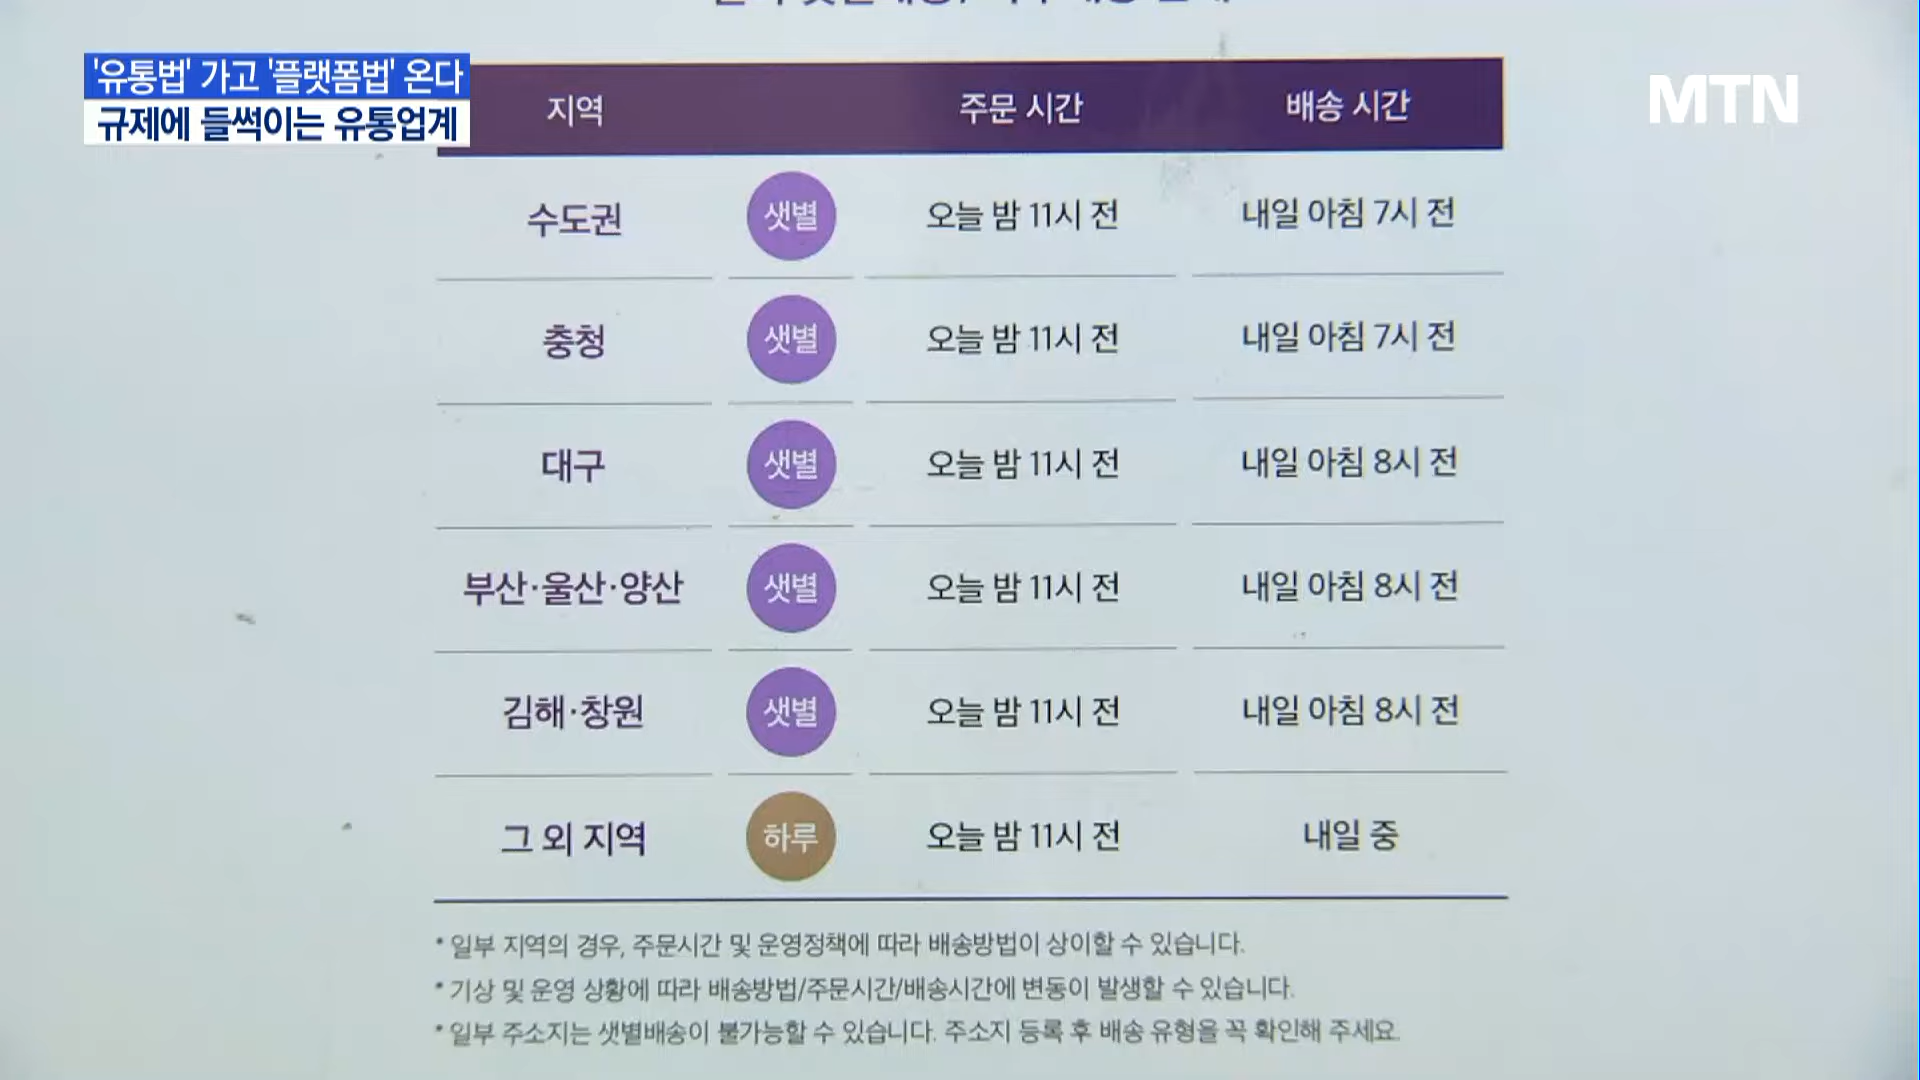 '유통법' 가고 '플랫폼법' 온다
규제에 들썩이는 유통업계
MTN
지역 주문 시간 배송 시간
수도권 샛별 오늘 밤 11시 전 내일 아침 7시 전
충청 샛별 오늘 밤 11시 전 내일 아침 7시 전
대구 샛별 오늘 밤 11시 전 내일 아침 8시 전
부산·울산·양산 샛별 오늘 밤 11시 전 내일 아침 8시 전
김해·창원 샛별 오늘 밤 11시 전 내일 아침 8시 전
그 외 지역 하루 오늘 밤 11시 전 내일 중
* 일부 지역의 경우, 주문시간 및 운영정책에 따라 배송방법이 상이할 수 있습니다.
* 기상 및 운영 상황에 따라 배송방법/주문시간/배송시간에 변동이 발생할 수 있습니다.
* 일부 주소지는 샛별배송이 불가능할 수 있습니다. 주소지 등록 후 배송 유형을 꼭 확인해 주세요.